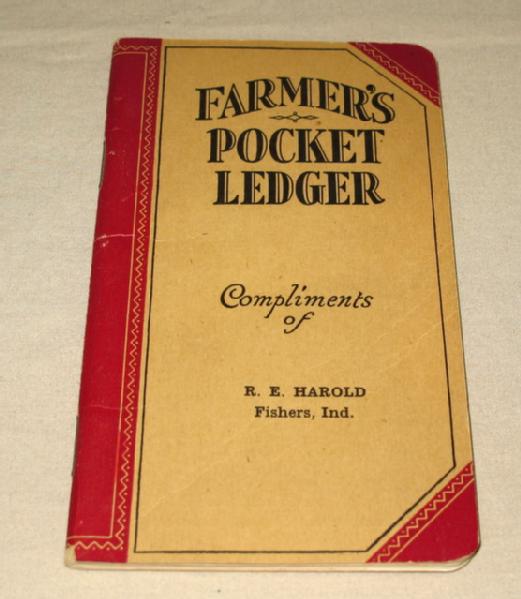 FARMER'S
POCKET
LEDGER
Compliments
of
R. E. HAROLD
Fishers, Ind.